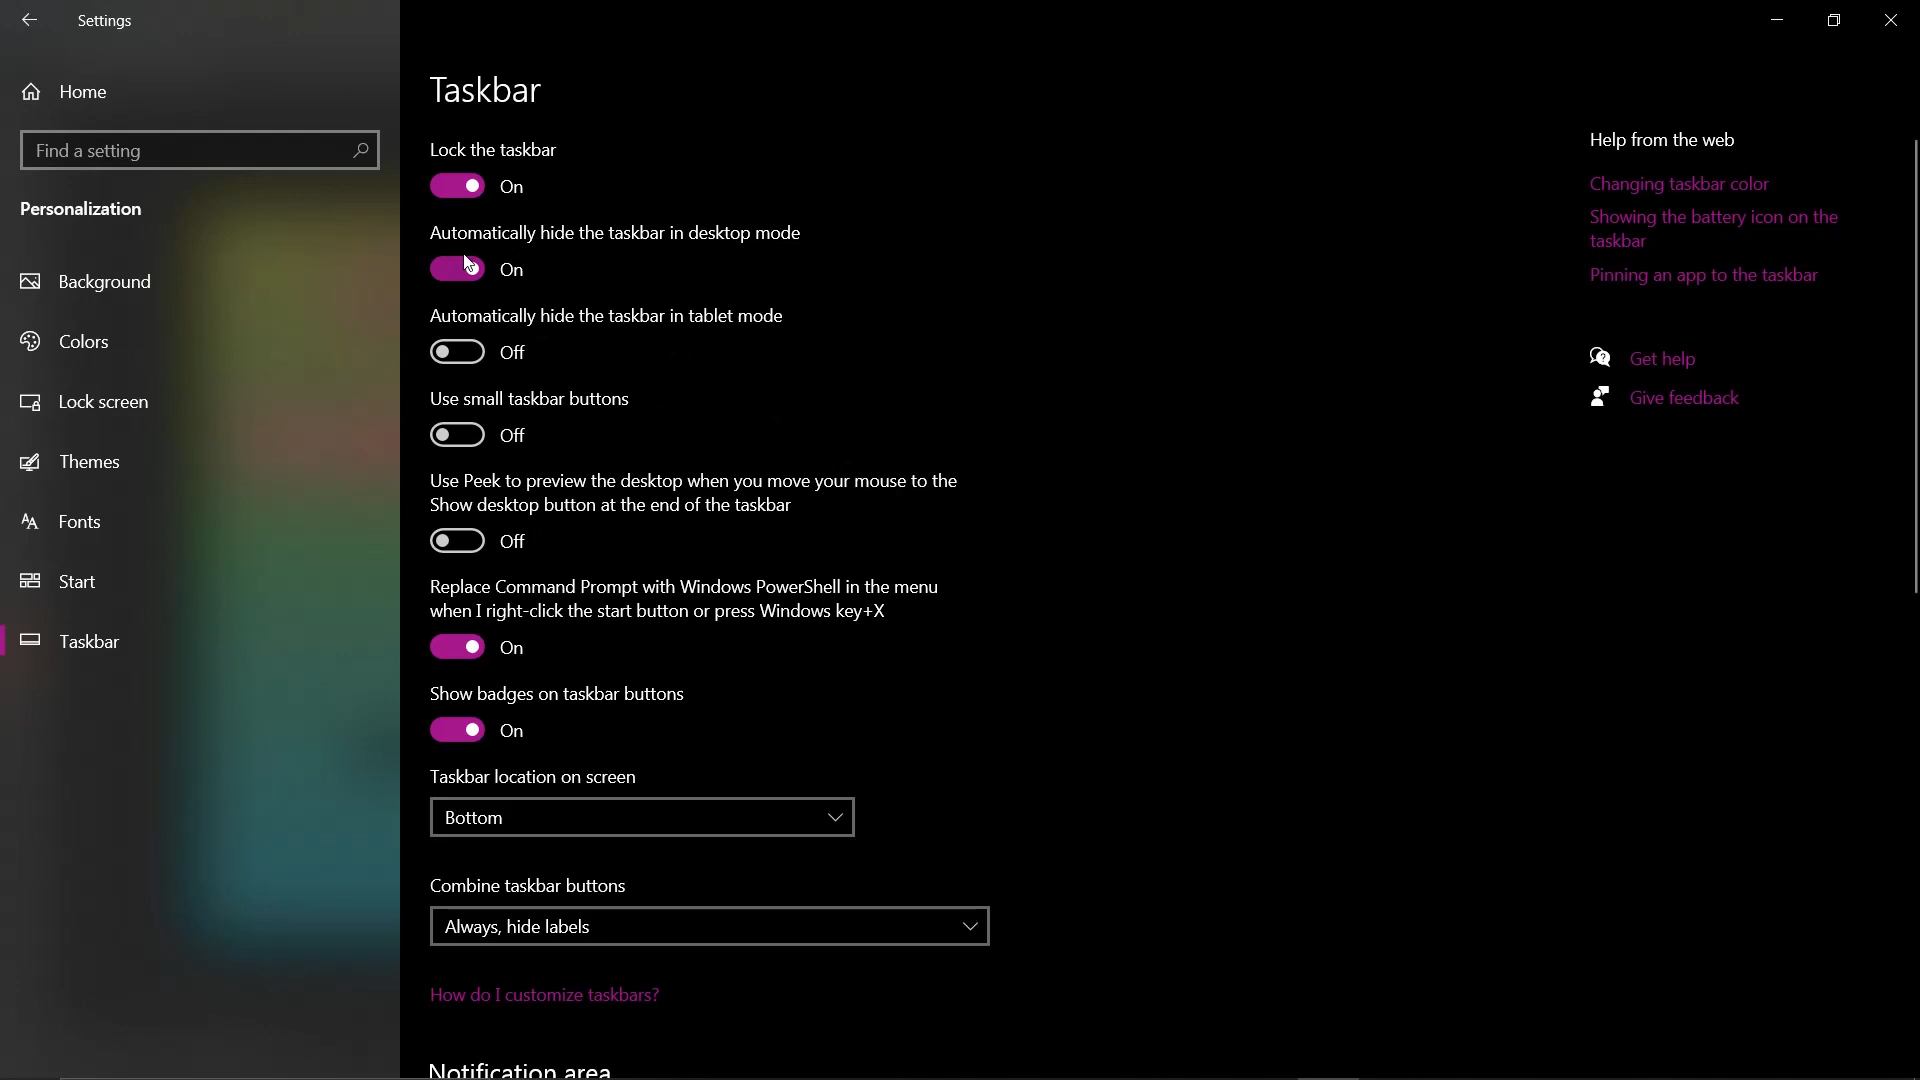 Settings
Home
Find a setting
Personalization
Background
Colors
Lock screen
Themes
Fonts
Start
Taskbar
Taskbar
Lock the taskbar
On
Automatically hide the taskbar in desktop mode
On
Automatically hide the taskbar in tablet mode
Off
Use small taskbar buttons
Off
Use Peek to preview the desktop when you move your mouse to the
Show desktop button at the end of the taskbar
Off
Replace Command Prompt with Windows PowerShell in the menu
when I right-click the start button or press Windows key+X
On
Show badges on taskbar buttons
On
Taskbar location on screen
Bottom
Combine taskbar buttons
Always, hide labels
How do I customize taskbars?
Notification area
Help from the web
Changing taskbar color
Showing the battery icon on the
taskbar
Pinning an app to the taskbar
Get help
Give feedback